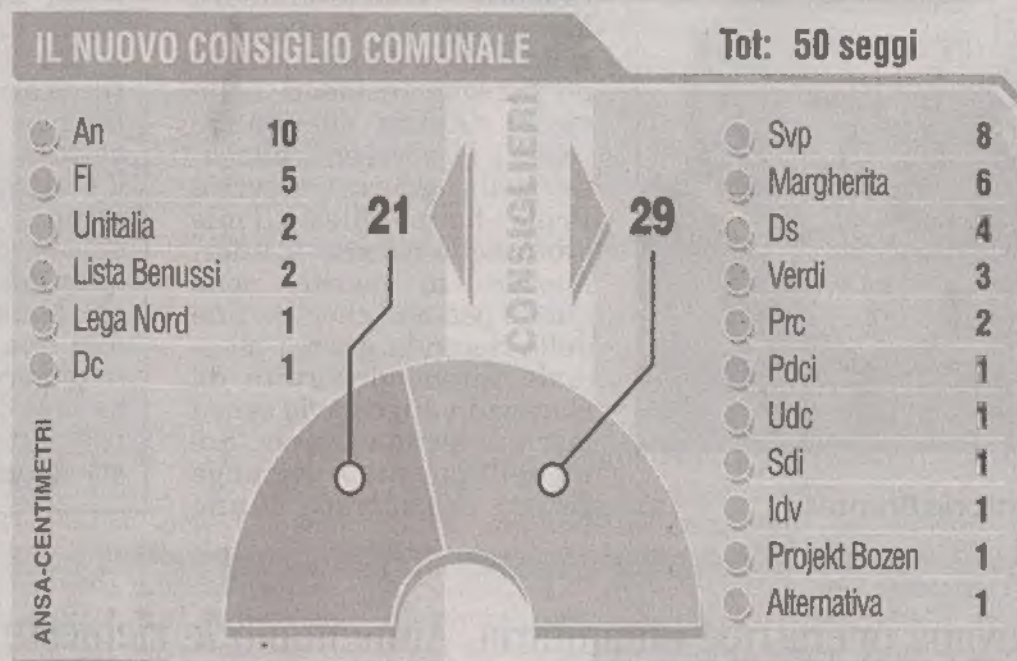 IL NUOVO CONSIGLIO COMUNALE
Tot: 50 seggi
An 10
FI 5
Unitalia 2
Lista Benussi 2
Lega Nord 1
Dc 1
21
CONSIGLIERI
29
Svp 8
Margherita 6
Ds 4
Verdi 3
Prc 2
Pdci 1
Udc 1
Sdi 1
Idv 1
Projekt Bozen 1
Alternativa 1
ANSA-CENTIMETRI